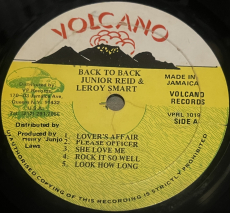 VOLCANO
BACK TO BACK
JUNIOR REID &
LEROY SMART
MADE IN
JAMAICA
VOLCANO
RECORDS
VPRL 1019
SIDE A
Distributed by
Produced by
Henry Junjo
Laws
1 LOVER'S AFFAIR
2 PLEASE OFFICER
3 SHE LOVE ME
4 ROCK IT SO WELL
5 LOOK HOW LONG
UNAUTHORIZED COPYING OF THIS RECORDING IS STRICTLY PROHIBITED